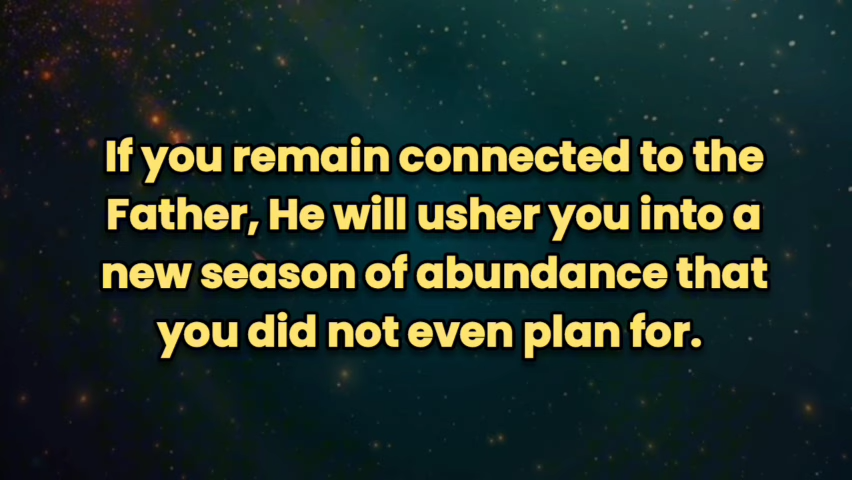 If you remain connected to the
Father, He will usher you into a
new season of abundance that
you did not even plan for.